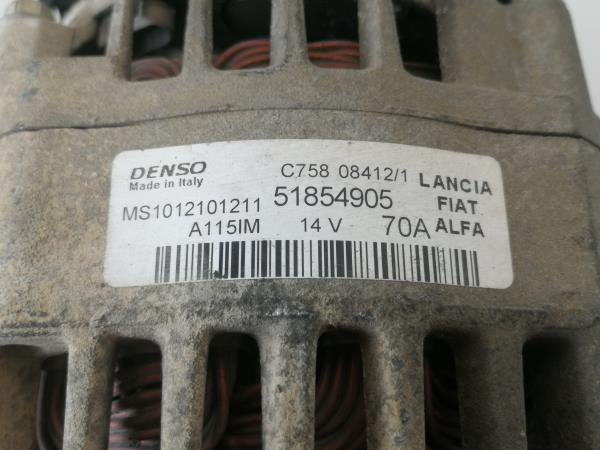 DENSO C758 08412/1 LANCIA
Made in Italy
MS1012101211 51854905 FIAT
A115IM 14 V 70A ALFA